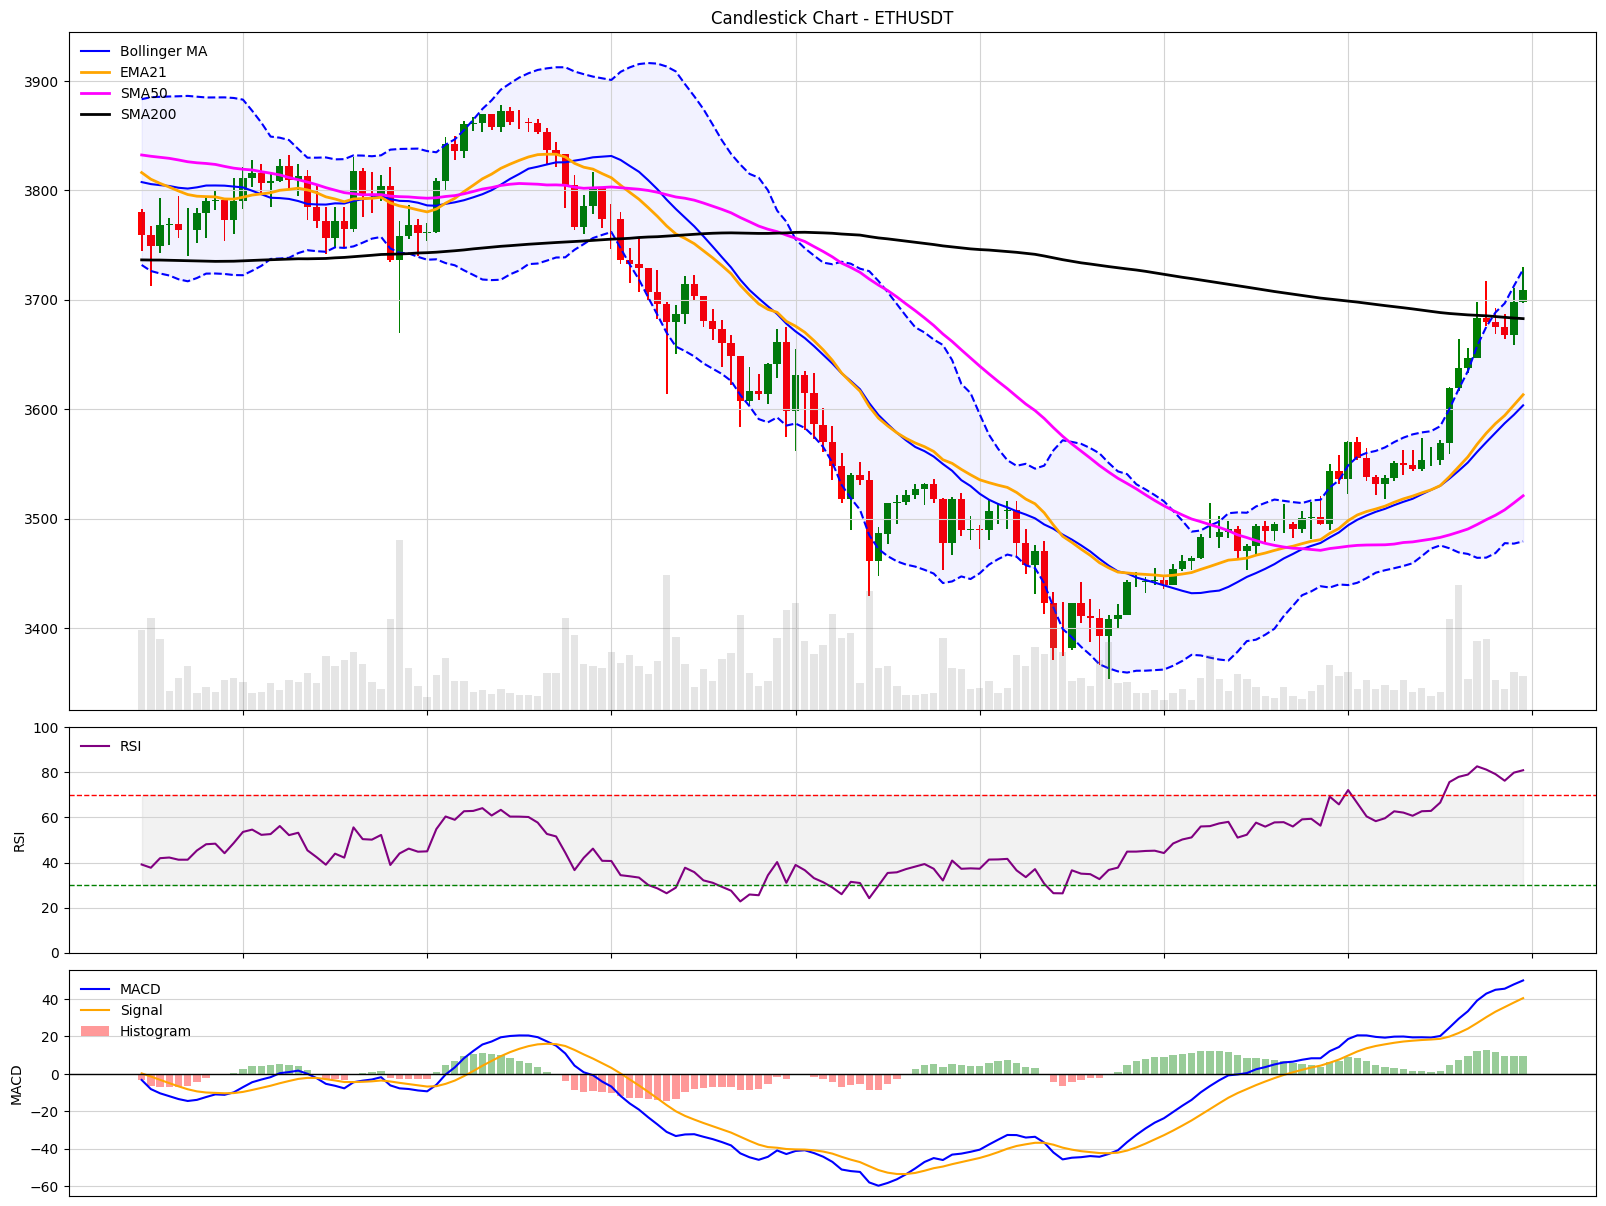 Candlestick Chart - ETHUSDT
Bollinger MA
EMA21
SMA50
SMA200
3900
3800
3700
3600
3500
3400
RSI
100
80
60
40
20
0
RSI
MACD
Signal
Histogram
40
20
0
−20
−40
−60
MACD